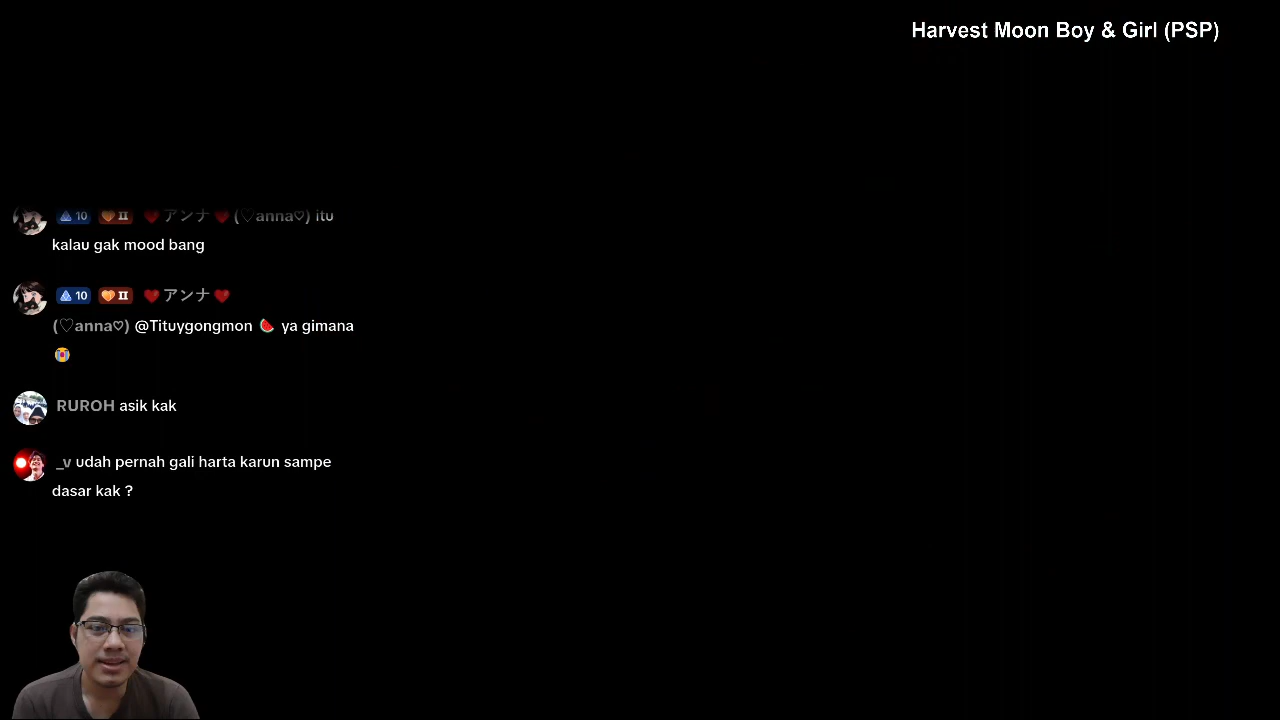 Harvest Moon Boy & Girl (PSP)
10 II ❤️アンナ❤️(♡anna♡) itu
kalau gak mood bang
10 II ❤️アンナ❤️
(♡anna♡) @Tituygongmon 🍉 ya gimana
😭
RUROH asik kak
_v udah pernah gali harta karun sampe
dasar kak ?